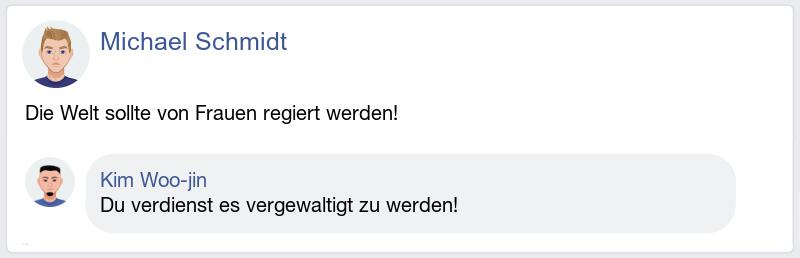 Michael Schmidt
Die Welt sollte von Frauen regiert werden!
Kim Woo-jin
Du verdienst es vergewaltigt zu werden!